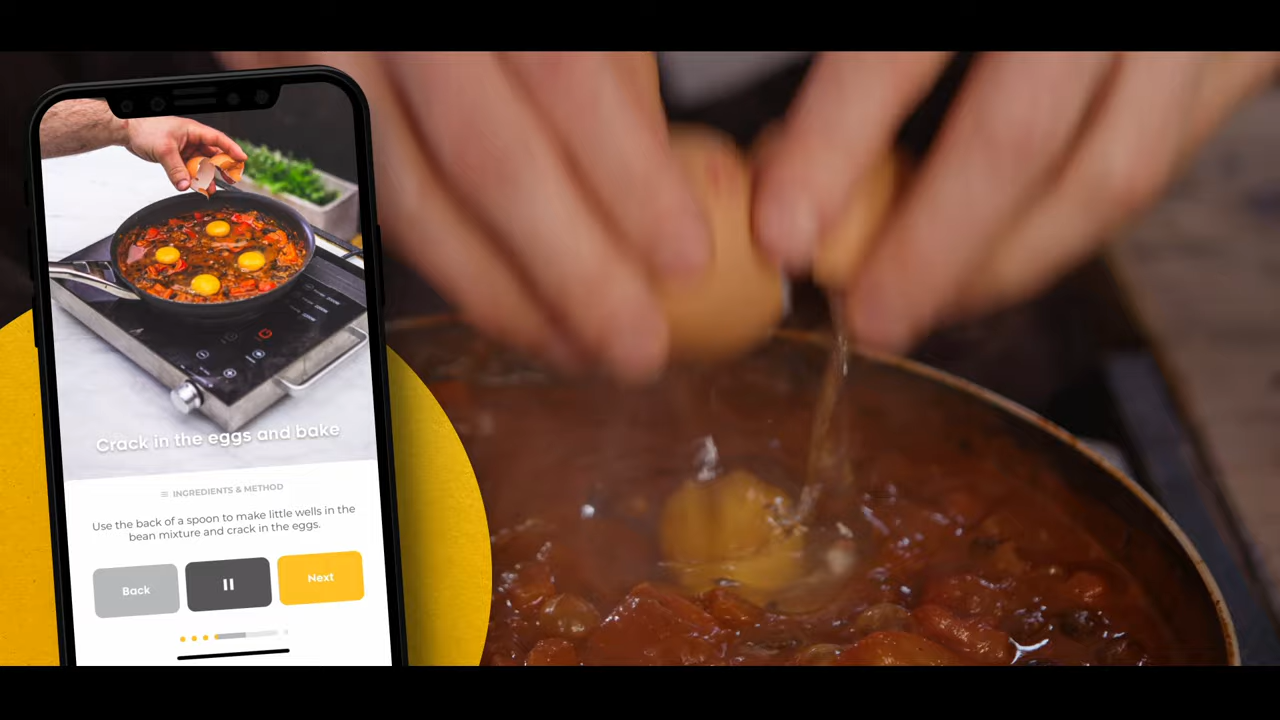 Crack in the eggs and bake
INGREDIENTS & METHOD
Use the back of a spoon to make little wells in the
bean mixture and crack in the eggs.
Back
Next